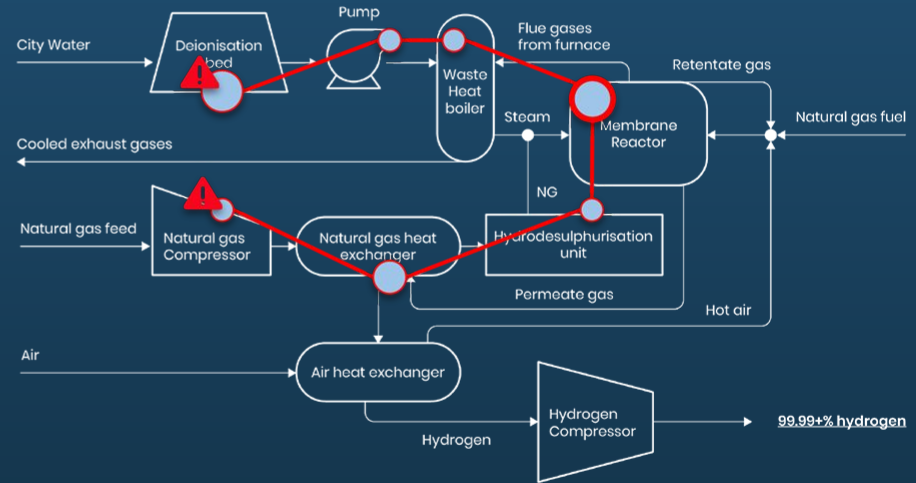 Pump
City Water
Deionisation
bed
Flue gases
from furnace
Waste
Heat
boiler
Retentate gas
Steam
Membrane
Reactor
Natural gas fuel
Cooled exhaust gases
NG
Natural gas feed
Natural gas
Compressor
Natural gas heat
exchanger
Hydrodesulphurisation
unit
Permeate gas
Hot air
Air
Air heat exchanger
Hydrogen
Hydrogen
Compressor
99.99+% hydrogen